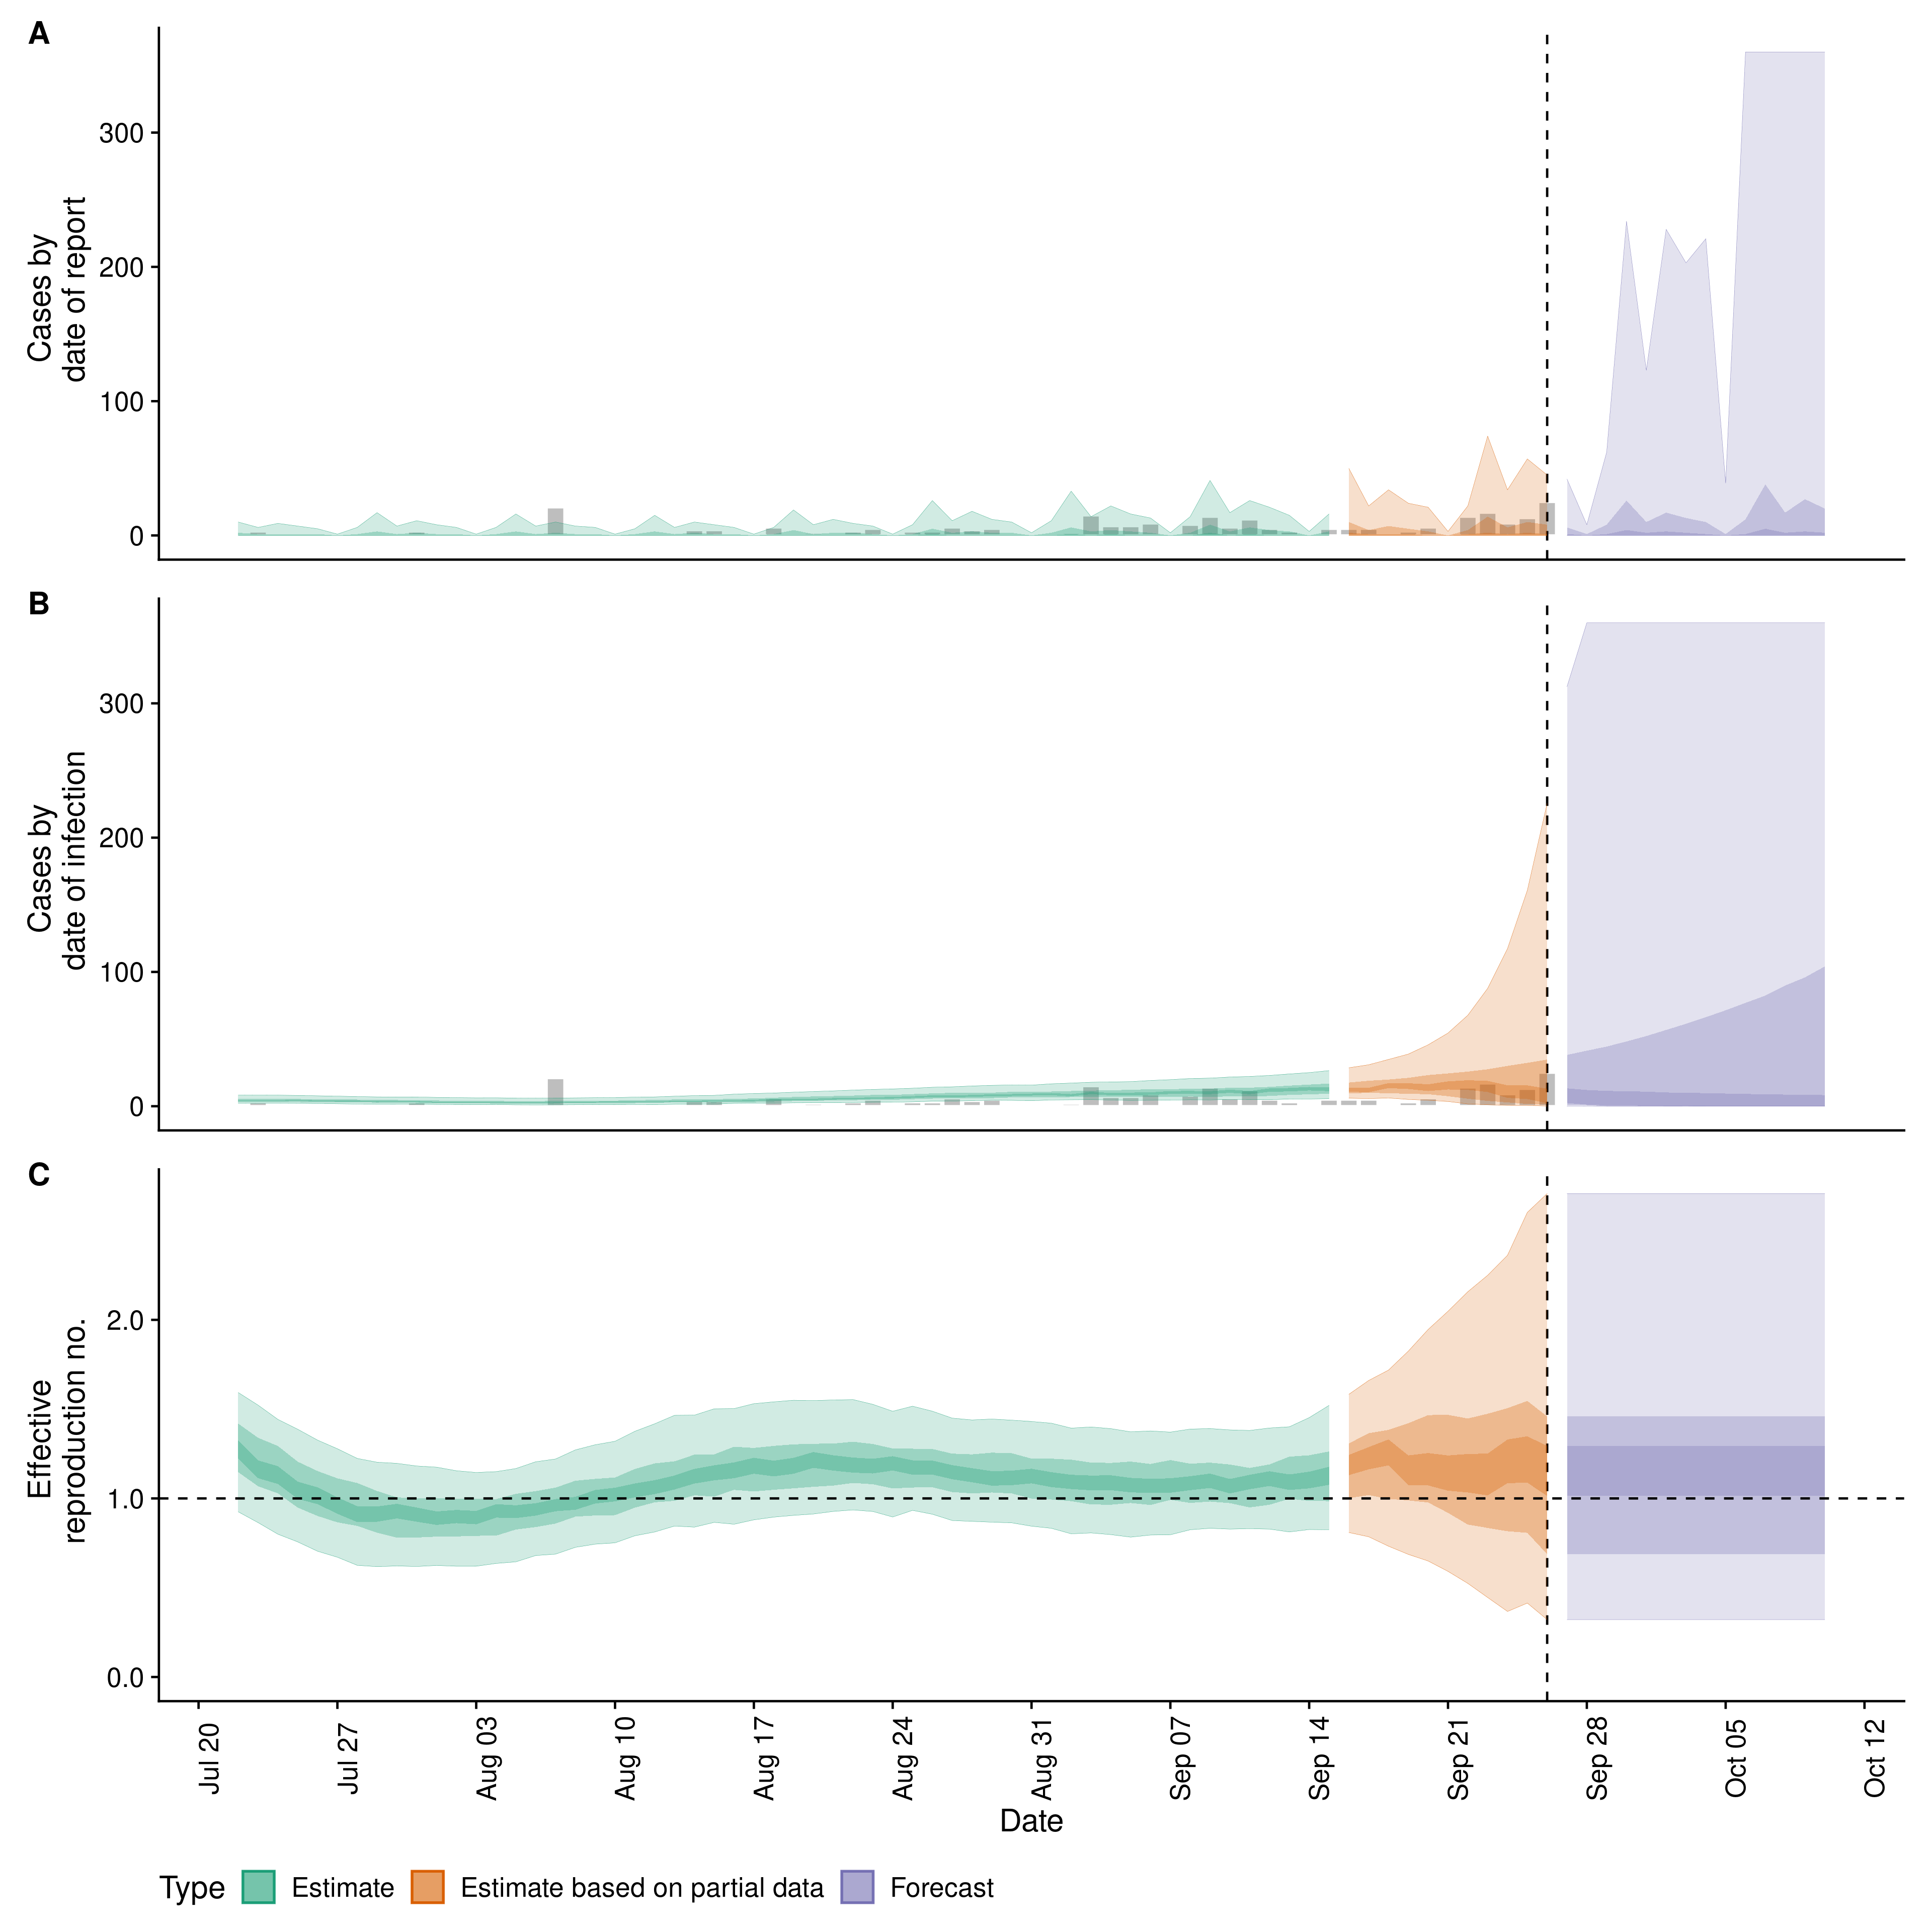 A
Cases by
date of report
300
200
100
0
B
Cases by
date of infection
300
200
100
0
C
Effective
reproduction no.
2.0
1.0
0.0
Jul 20
Jul 27
Aug 03
Aug 10
Aug 17
Aug 24
Aug 31
Sep 07
Sep 14
Sep 21
Sep 28
Oct 05
Oct 12
Date
Type Estimate Estimate based on partial data Forecast